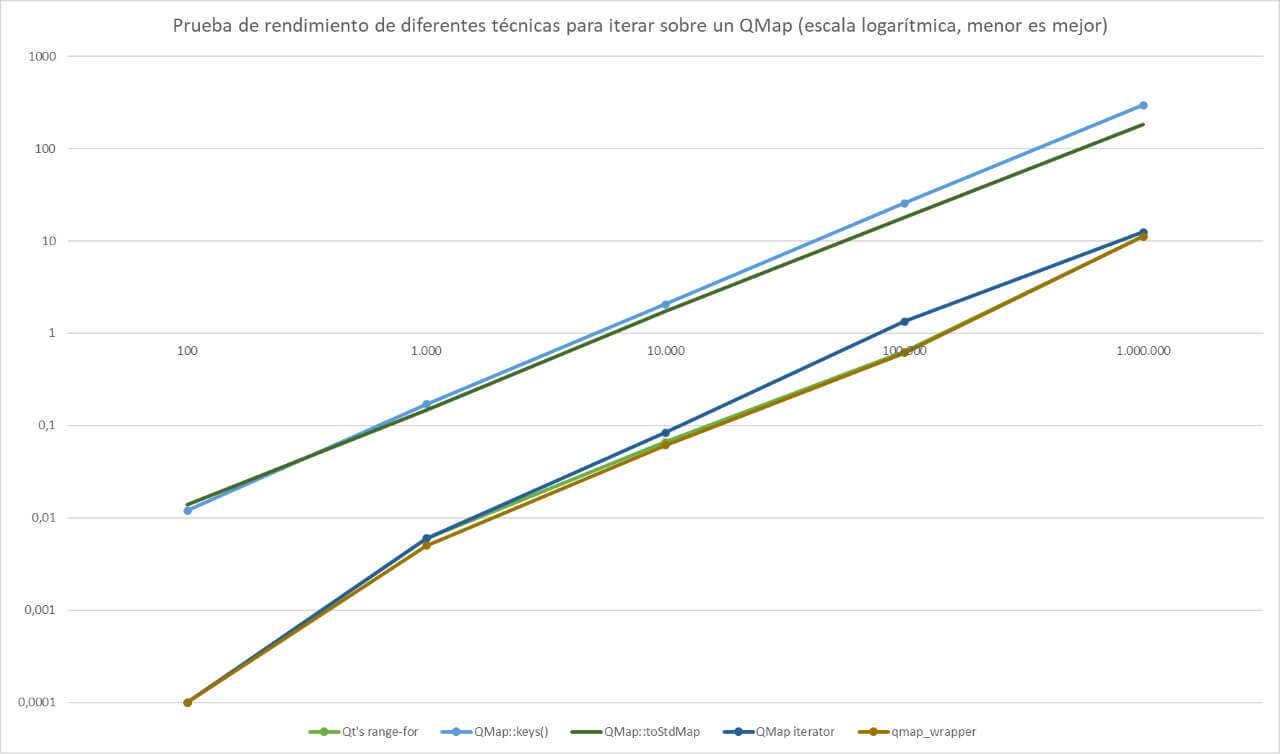 Prueba de rendimiento de diferentes técnicas para iterar sobre un QMap (escala logarítmica, menor es mejor)
1000
100
10
1
100 1.000 10.000 100.000 1.000.000
0,1
0,01
0,001
0,0001
Qt's range-for QMap::keys() QMap::toStdMap QMap iterator qmap_wrapper